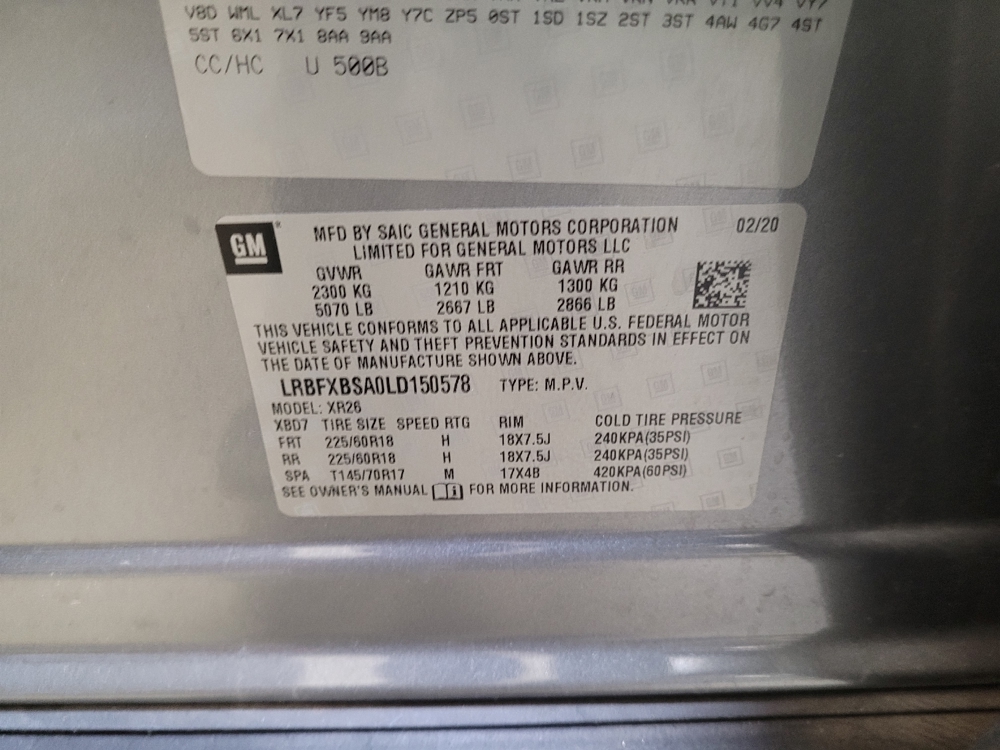 V8D WML XL7 YF5 YM8 Y7C ZP5 0ST 1SD 1SZ 2ST 3ST 4AW 4G7 4ST
5ST 6X1 7X1 8AA 9AA
CC/HC U 500B
GM
MFD BY SAIC GENERAL MOTORS CORPORATION 02/20
LIMITED FOR GENERAL MOTORS LLC
GVWR GAWR FRT GAWR RR
2300 KG 1210 KG 1300 KG
5070 LB 2667 LB 2866 LB
THIS VEHICLE CONFORMS TO ALL APPLICABLE U.S. FEDERAL MOTOR
VEHICLE SAFETY AND THEFT PREVENTION STANDARDS IN EFFECT ON
THE DATE OF MANUFACTURE SHOWN ABOVE.
LRBFXBSA0LD150578 TYPE: M.P.V.
MODEL: XR26
XBD7 TIRE SIZE SPEED RTG RIM COLD TIRE PRESSURE
FRT 225/60R18 H 18X7.5J 240KPA(35PSI)
RR 225/60R18 H 18X7.5J 240KPA(35PSI)
SPA T145/70R17 M 17X4B 420KPA(60PSI)
SEE OWNER'S MANUAL FOR MORE INFORMATION.